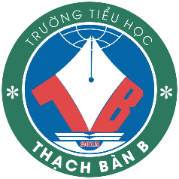 TRƯỜNG TIỂU HỌC
TB
THẠCH BÀN B